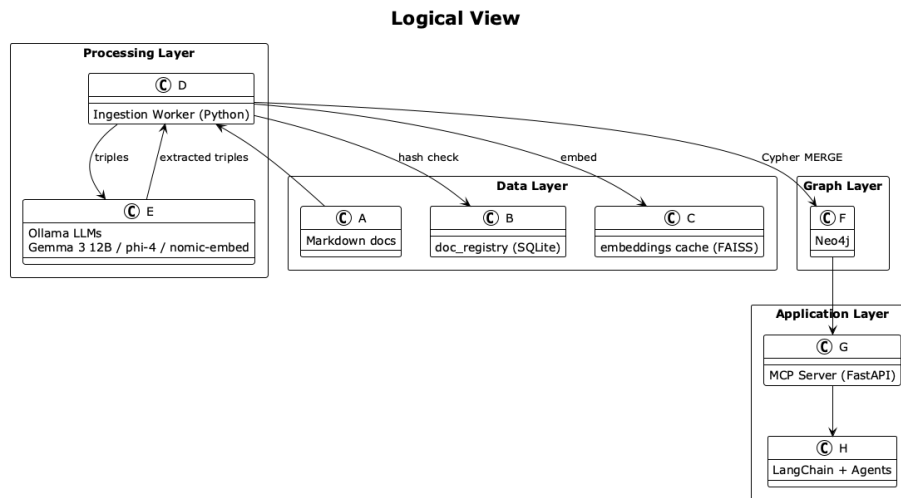 Logical View
Processing Layer
C D
Ingestion Worker (Python)
triples
extracted triples
hash check
embed
Cypher MERGE
Data Layer
Graph Layer
C E
Ollama LLMs
Gemma 3 12B / phi-4 / nomic-embed
C A
Markdown docs
C B
doc_registry (SQLite)
C C
embeddings cache (FAISS)
C F
Neo4j
Application Layer
C G
MCP Server (FastAPI)
C H
LangChain + Agents